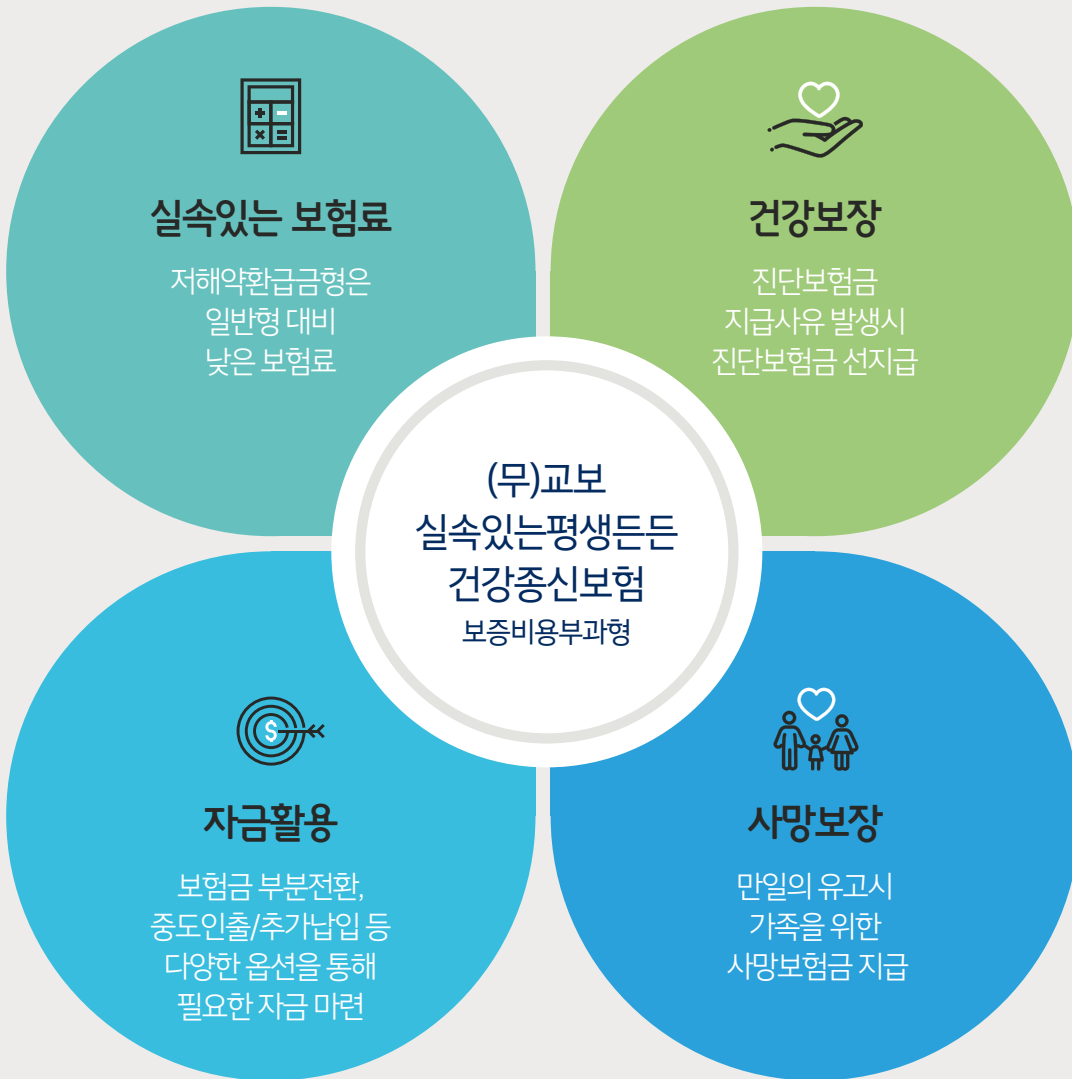 실속있는 보험료
저해약환급금형은
일반형 대비
낮은 보험료
건강보장
진단보험금
지급사유 발생시
진단보험금 선지급
(무)교보
실속있는평생든든
건강종신보험
보증비용부과형
$
자금활용
보험금 부분전환,
중도인출/추가납입 등
다양한 옵션을 통해
필요한 자금 마련
사망보장
만일의 유고시
가족을 위한
사망보험금 지급